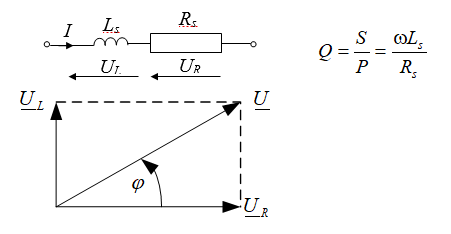 I L_s R_s
U_L U_R
Q = S/P = ωL_s/R_s
U_L U
φ
U_R